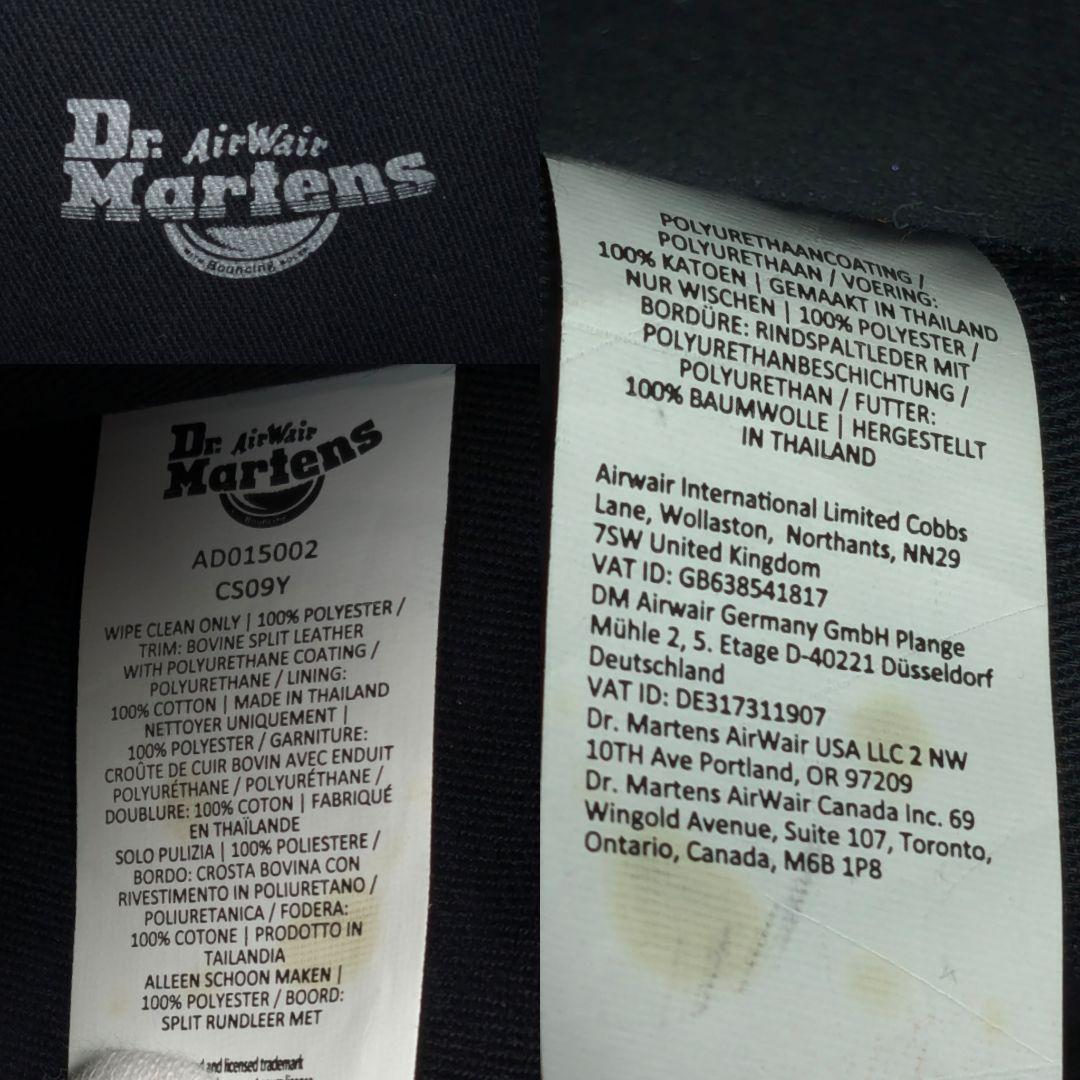 Dr. AirWair
Martens
WITH Bouncing SOLES
Dr. AirWair
Martens
Bouncing
AD015002
CS09Y
WIPE CLEAN ONLY | 100% POLYESTER /
TRIM: BOVINE SPLIT LEATHER
WITH POLYURETHANE COATING /
POLYURETHANE / LINING:
100% COTTON | MADE IN THAILAND
NETTOYER UNIQUEMENT |
100% POLYESTER / GARNITURE:
CROÛTE DE CUIR BOVIN AVEC ENDUIT
POLYURÉTHANE / POLYURÉTHANE /
DOUBLURE: 100% COTON | FABRIQUÉ
EN THAÏLANDE
SOLO PULIZIA | 100% POLIESTERE /
BORDO: CROSTA BOVINA CON
RIVESTIMENTO IN POLIURETANO /
POLIURETANICA / FODERA:
100% COTONE | PRODOTTO IN
TAILANDIA
ALLEEN SCHOON MAKEN |
100% POLYESTER / BOORD:
SPLIT RUNDLEER MET
and licensed trademark
POLYURETHAANCOATING /
POLYURETHAAN / VOERING:
100% KATOEN | GEMAAKT IN THAILAND
NUR WISCHEN | 100% POLYESTER /
BORDÜRE: RINDSPALTLEDER MIT
POLYURETHANBESCHICHTUNG /
POLYURETHAN / FUTTER:
100% BAUMWOLLE | HERGESTELLT
IN THAILAND
Airwair International Limited Cobbs
Lane, Wollaston, Northants, NN29
7SW United Kingdom
VAT ID: GB638541817
DM Airwair Germany GmbH Plange
Mühle 2, 5. Etage D-40221 Düsseldorf
Deutschland
VAT ID: DE317311907
Dr. Martens AirWair USA LLC 2 NW
10TH Ave Portland, OR 97209
Dr. Martens AirWair Canada Inc. 69
Wingold Avenue, Suite 107, Toronto,
Ontario, Canada, M6B 1P8